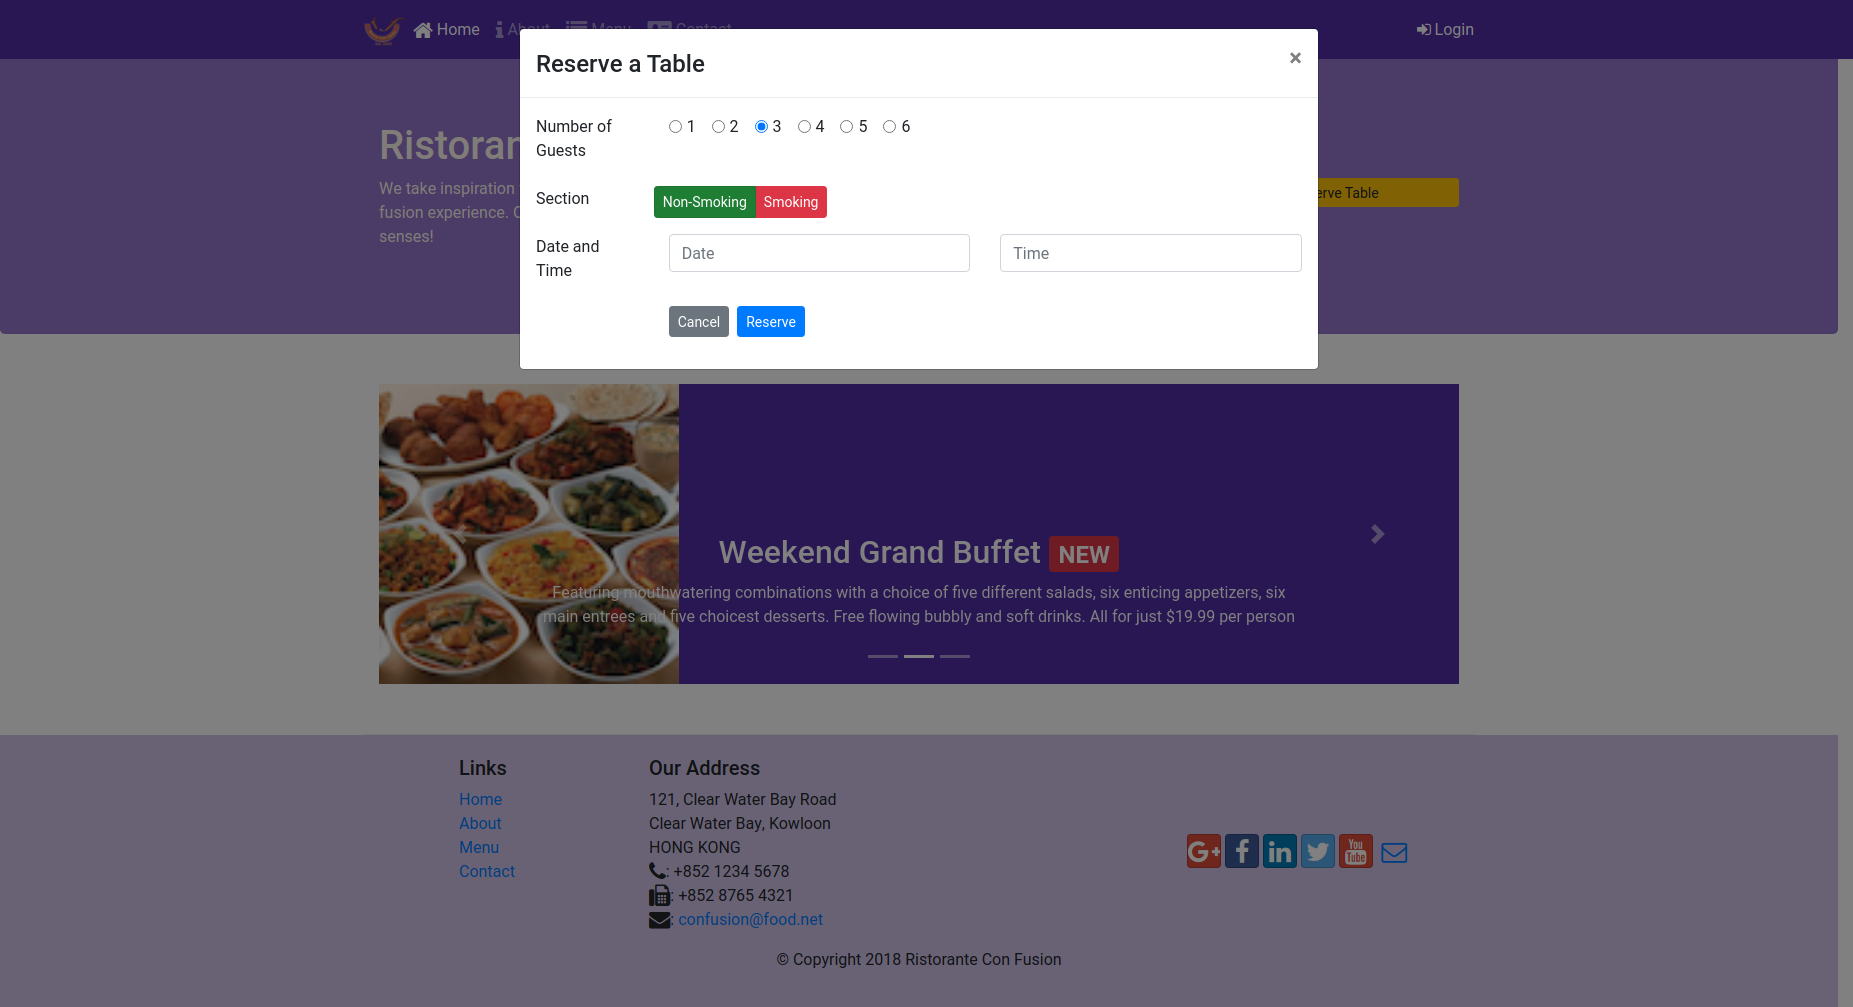 Home About Menu Contact Login
Reserve a Table ×
Number of Guests
1 2 3 4 5 6
Section
Non-Smoking Smoking
Date and Time
Date
Time
Cancel Reserve
We take inspiration
fusion experience.
senses!
Table
Weekend Grand Buffet NEW
Featuring mouthwatering combinations with a choice of five different salads, six enticing appetizers, six
main entrees and five choicest desserts. Free flowing bubbly and soft drinks. All for just $19.99 per person
Links
Home
About
Menu
Contact
Our Address
121, Clear Water Bay Road
Clear Water Bay, Kowloon
HONG KONG
: +852 1234 5678
: +852 8765 4321
: confusion@food.net
G+ f in You Tube
© Copyright 2018 Ristorante Con Fusion